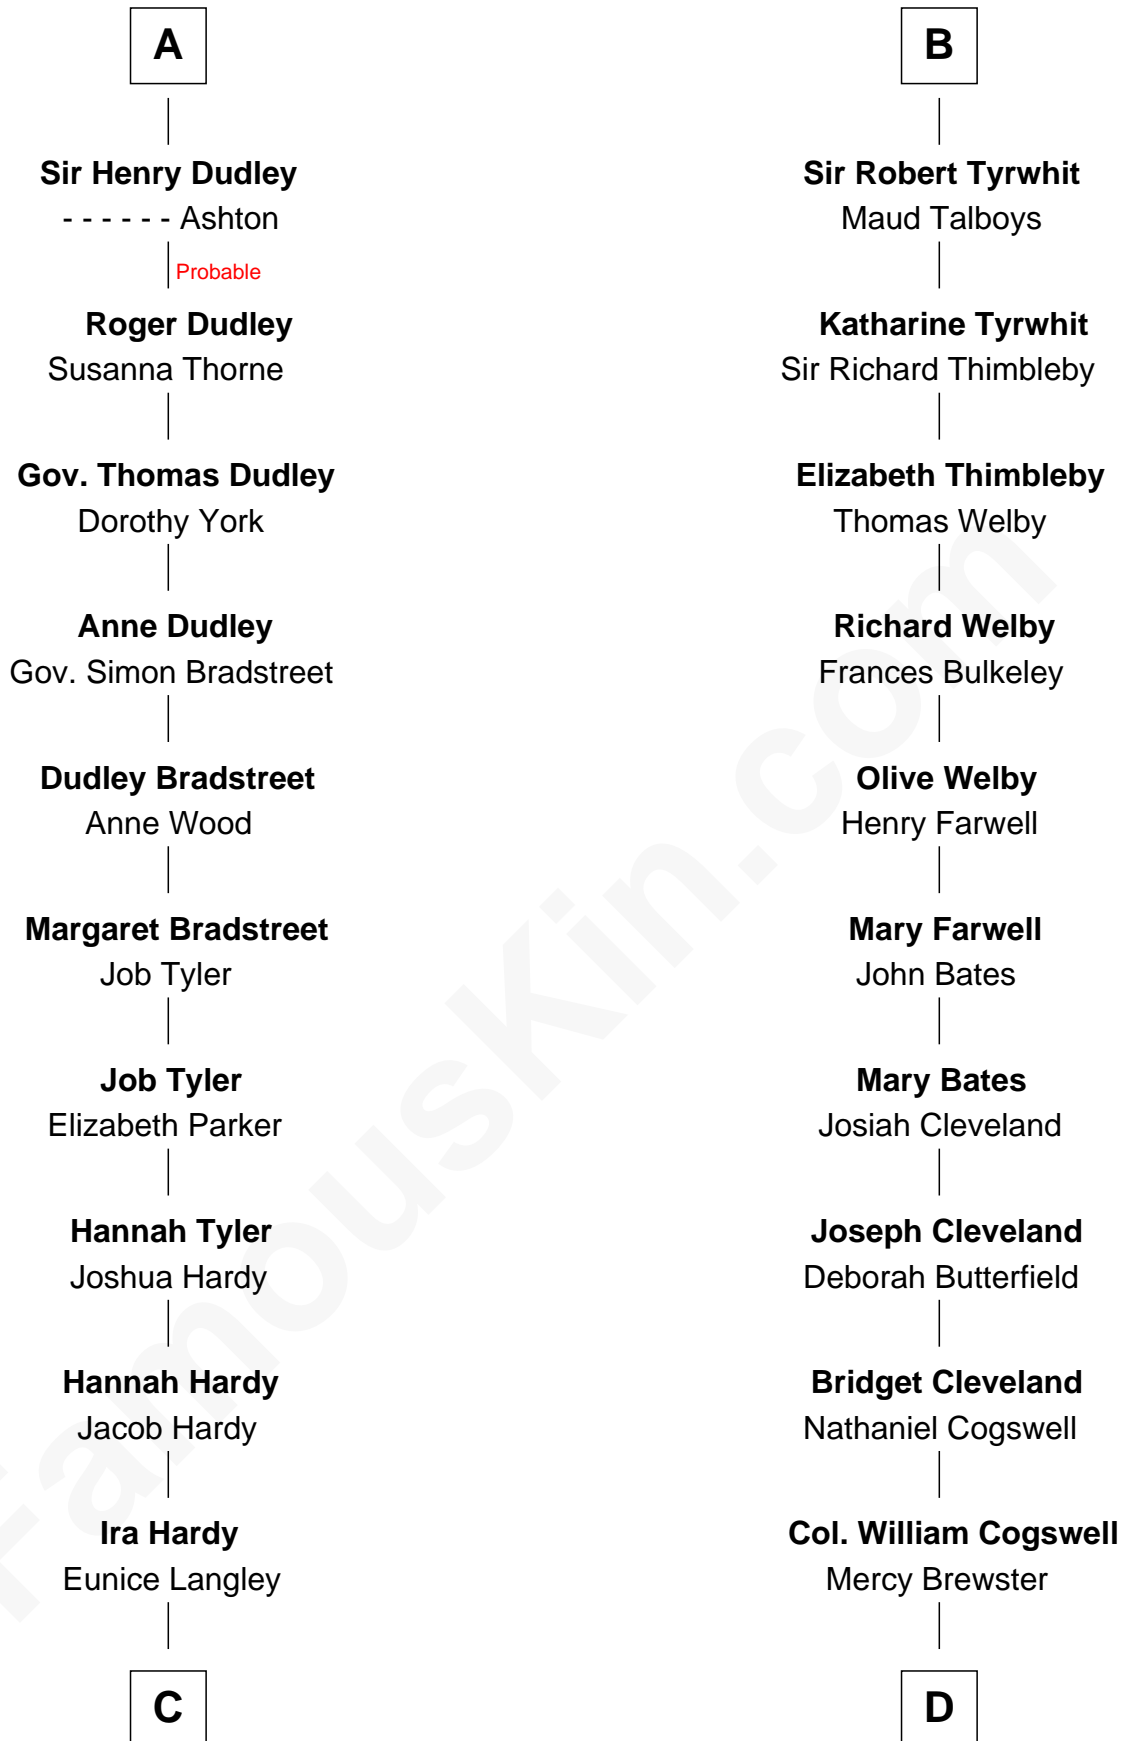 A
Sir Henry Dudley
- - - - - - Ashton
Probable
Roger Dudley
Susanna Thorne
Gov. Thomas Dudley
Dorothy York
Anne Dudley
Gov. Simon Bradstreet
Dudley Bradstreet
Anne Wood
Margaret Bradstreet
Job Tyler
Job Tyler
Elizabeth Parker
Hannah Tyler
Joshua Hardy
Hannah Hardy
Jacob Hardy
Ira Hardy
Eunice Langley
C
B
Sir Robert Tyrwhit
Maud Talboys
Katharine Tyrwhit
Sir Richard Thimbleby
Elizabeth Thimbleby
Thomas Welby
Richard Welby
Frances Bulkeley
Olive Welby
Henry Farwell
Mary Farwell
John Bates
Mary Bates
Josiah Cleveland
Joseph Cleveland
Deborah Butterfield
Bridget Cleveland
Nathaniel Cogswell
Col. William Cogswell
Mercy Brewster
D
FamousKin.com